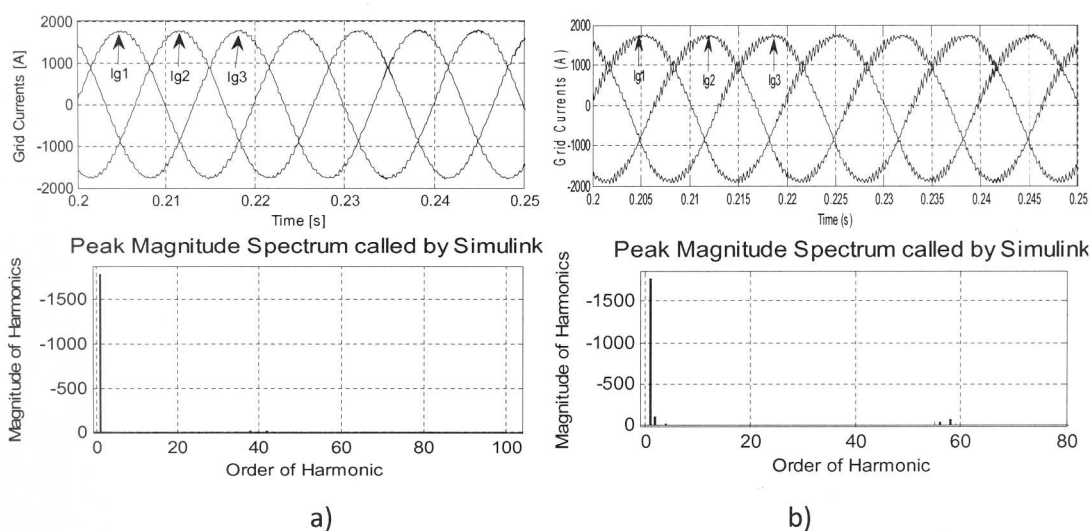 Grid Currents [A]
2000
1000
0
-1000
-2000
Ig1
Ig2
Ig3
0.2
0.21
0.22
0.23
0.24
0.25
Time [s]
Peak Magnitude Spectrum called by Simulink
Magnitude of Harmonics
-1500
-1000
-500
0
0
20
40
60
80
100
Order of Harmonic
a)
Grid Currents (A)
2000
1000
0
-1000
-2000
Ig1
Ig2
Ig3
0.2
0.205
0.21
0.215
0.22
0.225
0.23
0.235
0.24
0.245
0.25
Time (s)
Peak Magnitude Spectrum called by Simulink
Magnitude of Harmonics
-1500
-1000
-500
0
0
20
40
60
80
Order of Harmonic
b)